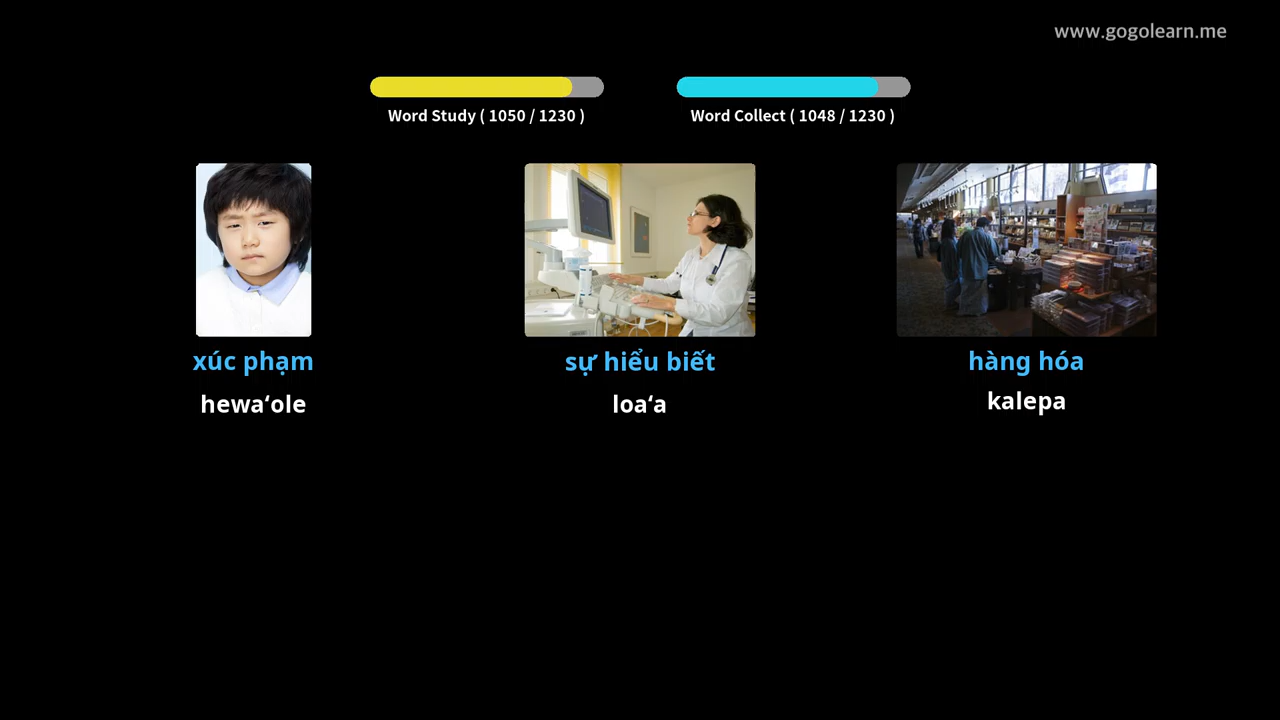 www.gogolearn.me
Word Study ( 1050 / 1230 )
Word Collect ( 1048 / 1230 )
xúc phạm
sự hiểu biết
hàng hóa
hewaʻole
loaʻa
kalepa